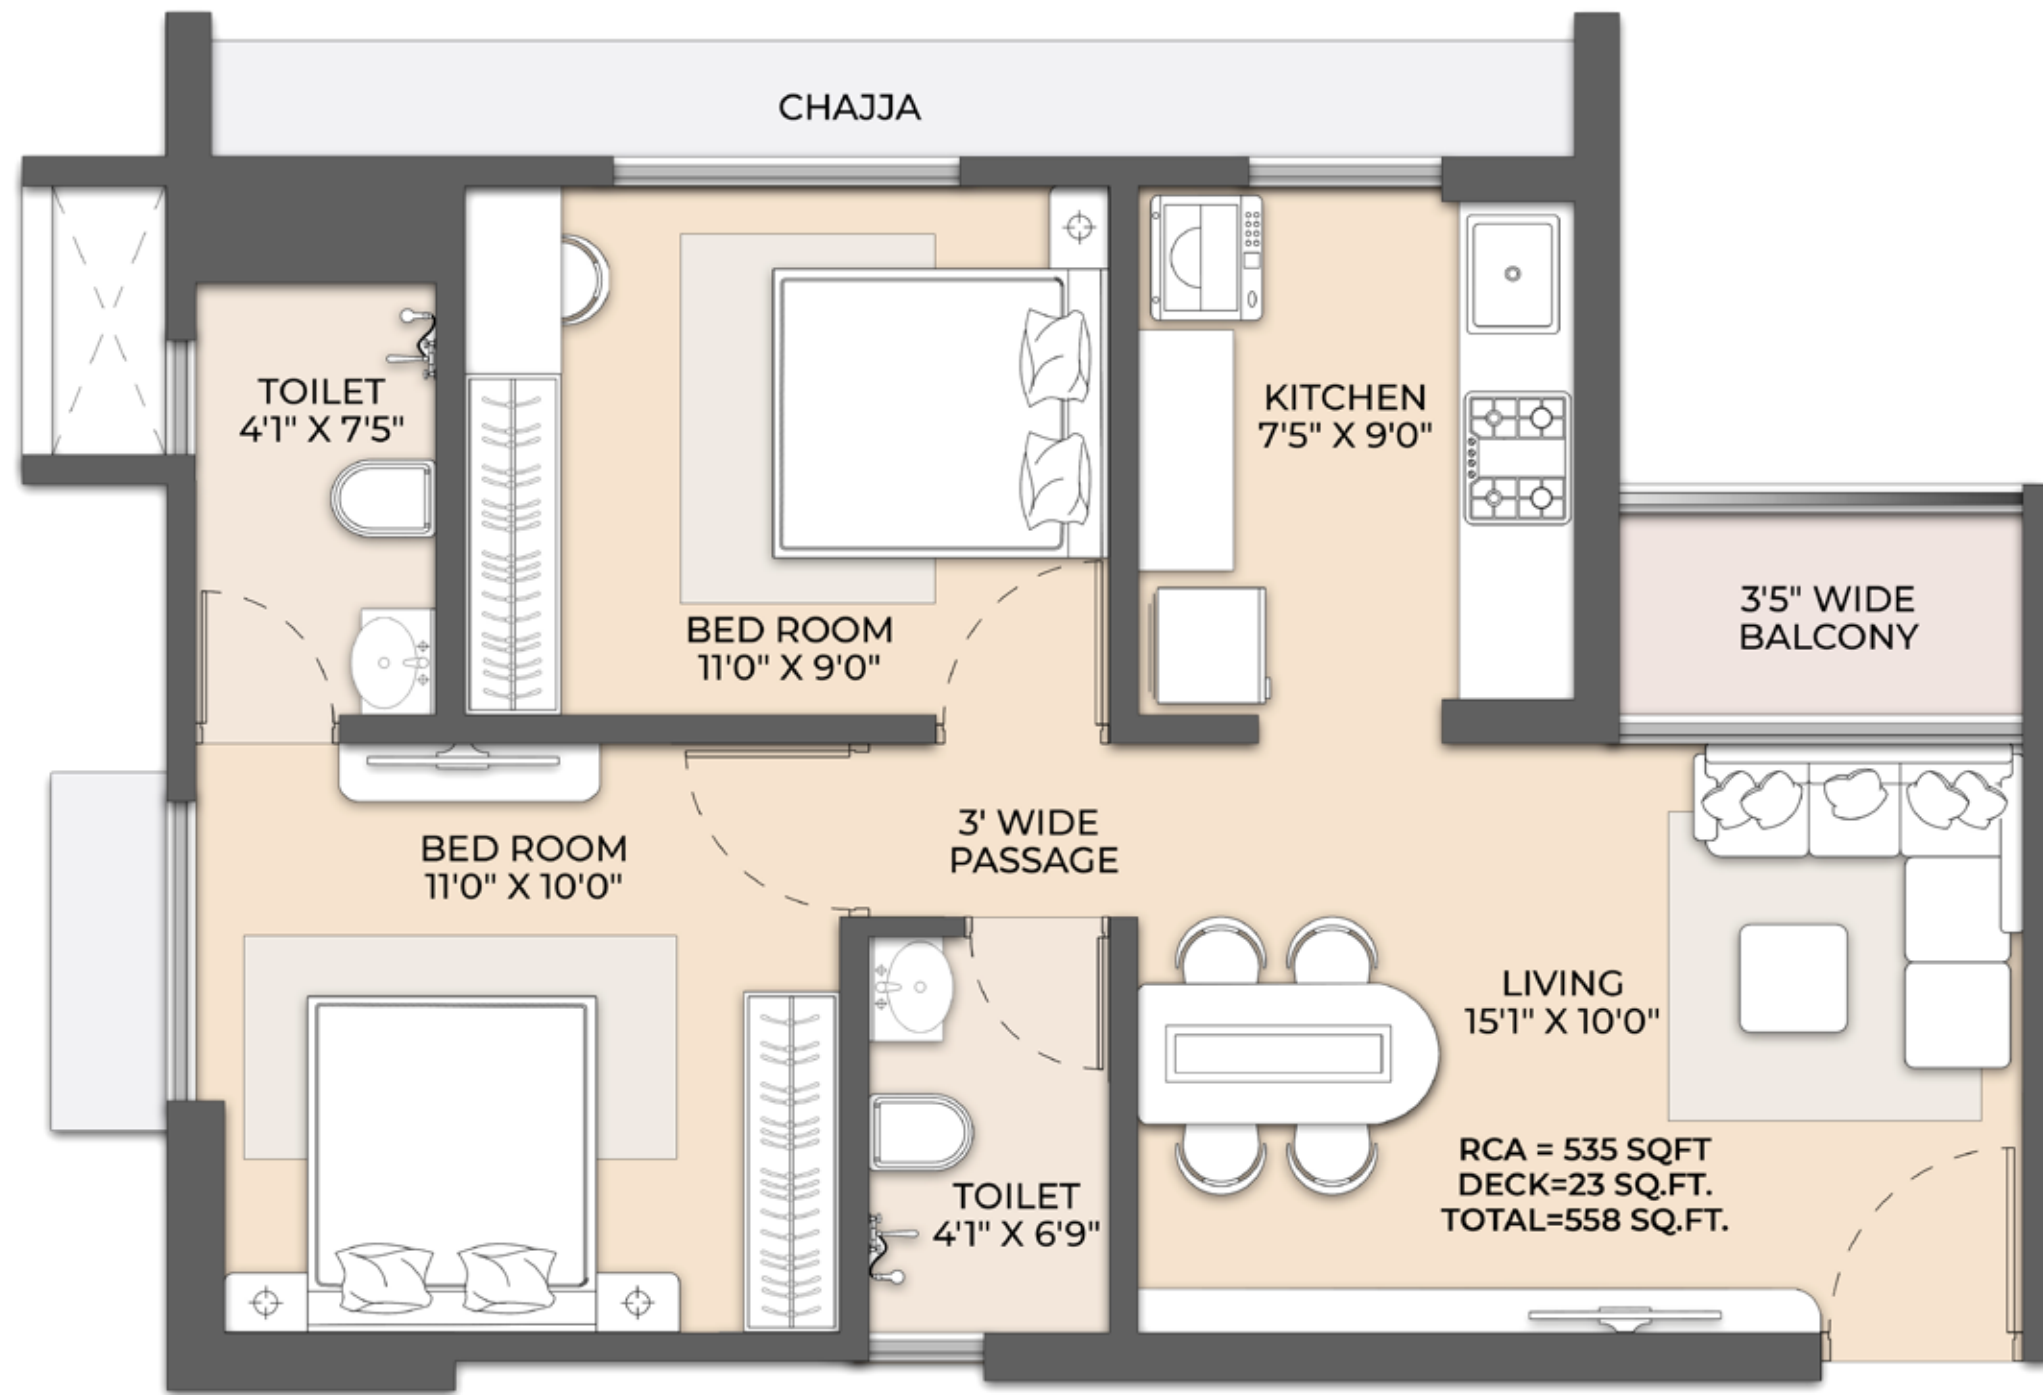 CHAJJA
TOILET
4'1" X 7'5"
KITCHEN
7'5" X 9'0"
BED ROOM
11'0" X 9'0"
3'5" WIDE
BALCONY
BED ROOM
11'0" X 10'0"
3' WIDE
PASSAGE
LIVING
15'1" X 10'0"
TOILET
4'1" X 6'9"
RCA = 535 SQFT
DECK=23 SQ.FT.
TOTAL=558 SQ.FT.